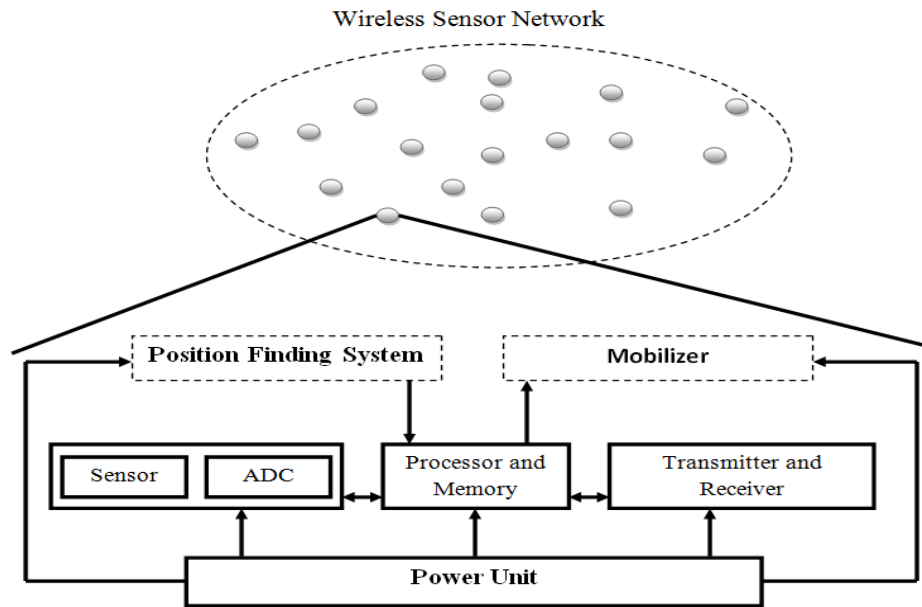 Wireless Sensor Network
Position Finding System
Mobilizer
Sensor
ADC
Processor and
Memory
Transmitter and
Receiver
Power Unit